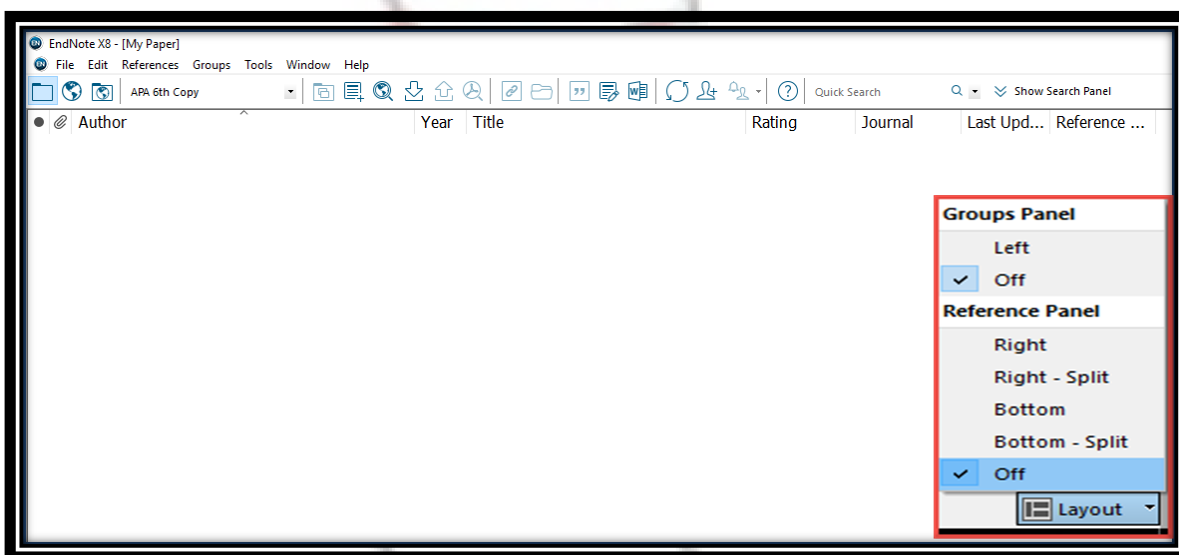 EndNote X8 - [My Paper]
File Edit References Groups Tools Window Help
APA 6th Copy Quick Search Show Search Panel
Author Year Title Rating Journal Last Upd... Reference ...
Groups Panel
Left
Off
Reference Panel
Right
Right - Split
Bottom
Bottom - Split
Off
Layout